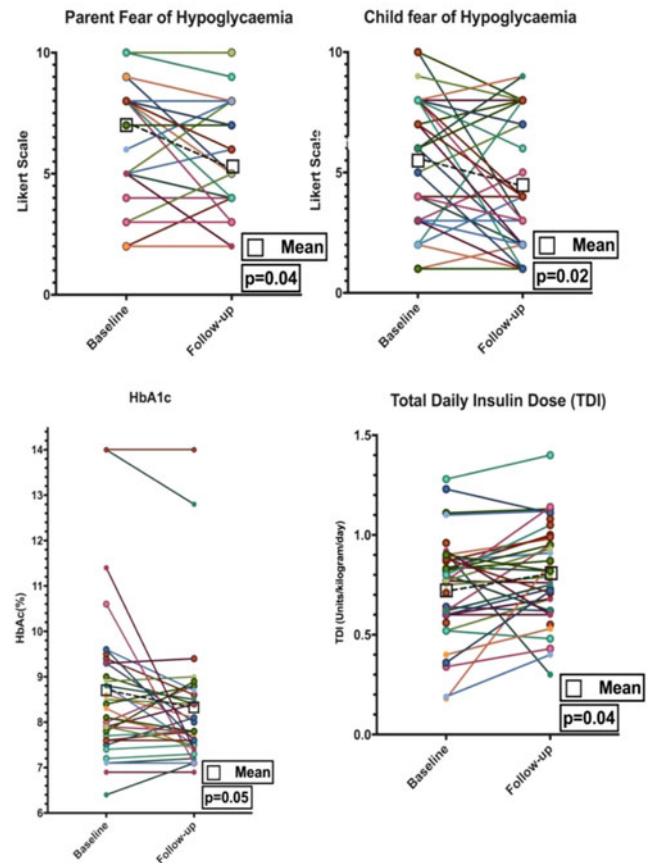 Parent Fear of Hypoglycaemia
10
5
0
Likert Scale
Baseline
Follow-up
Mean
p=0.04
Child fear of Hypoglycaemia
10
5
0
Likert Scale
Baseline
Follow-up
Mean
p=0.02
HbA1c
14
13
12
11
10
9
8
7
6
HbAc(%)
Baseline
Follow-up
Mean
p=0.05
Total Daily Insulin Dose (TDI)
1.5
1.0
0.5
0.0
TDI (Units/kilogram/day)
Baseline
Follow-up
Mean
p=0.04